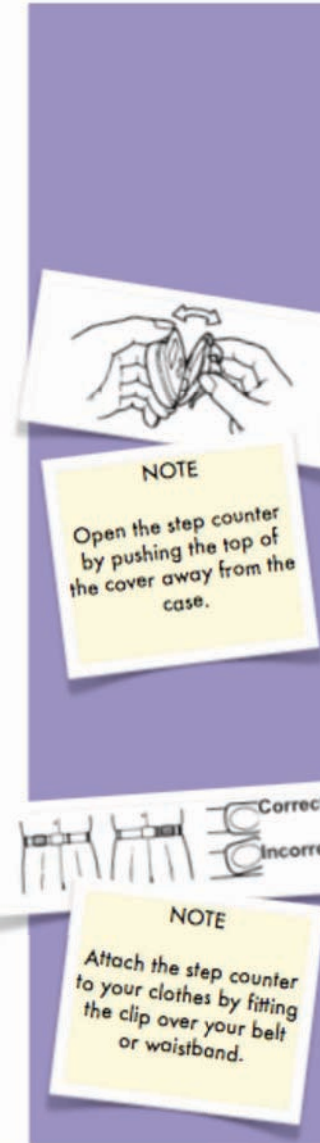 NOTE
Open the step counter
by pushing the top of
the cover away from the
case.
Correc
Incorre
NOTE
Attach the step counter
to your clothes by fitting
the clip over your belt
or waistband.